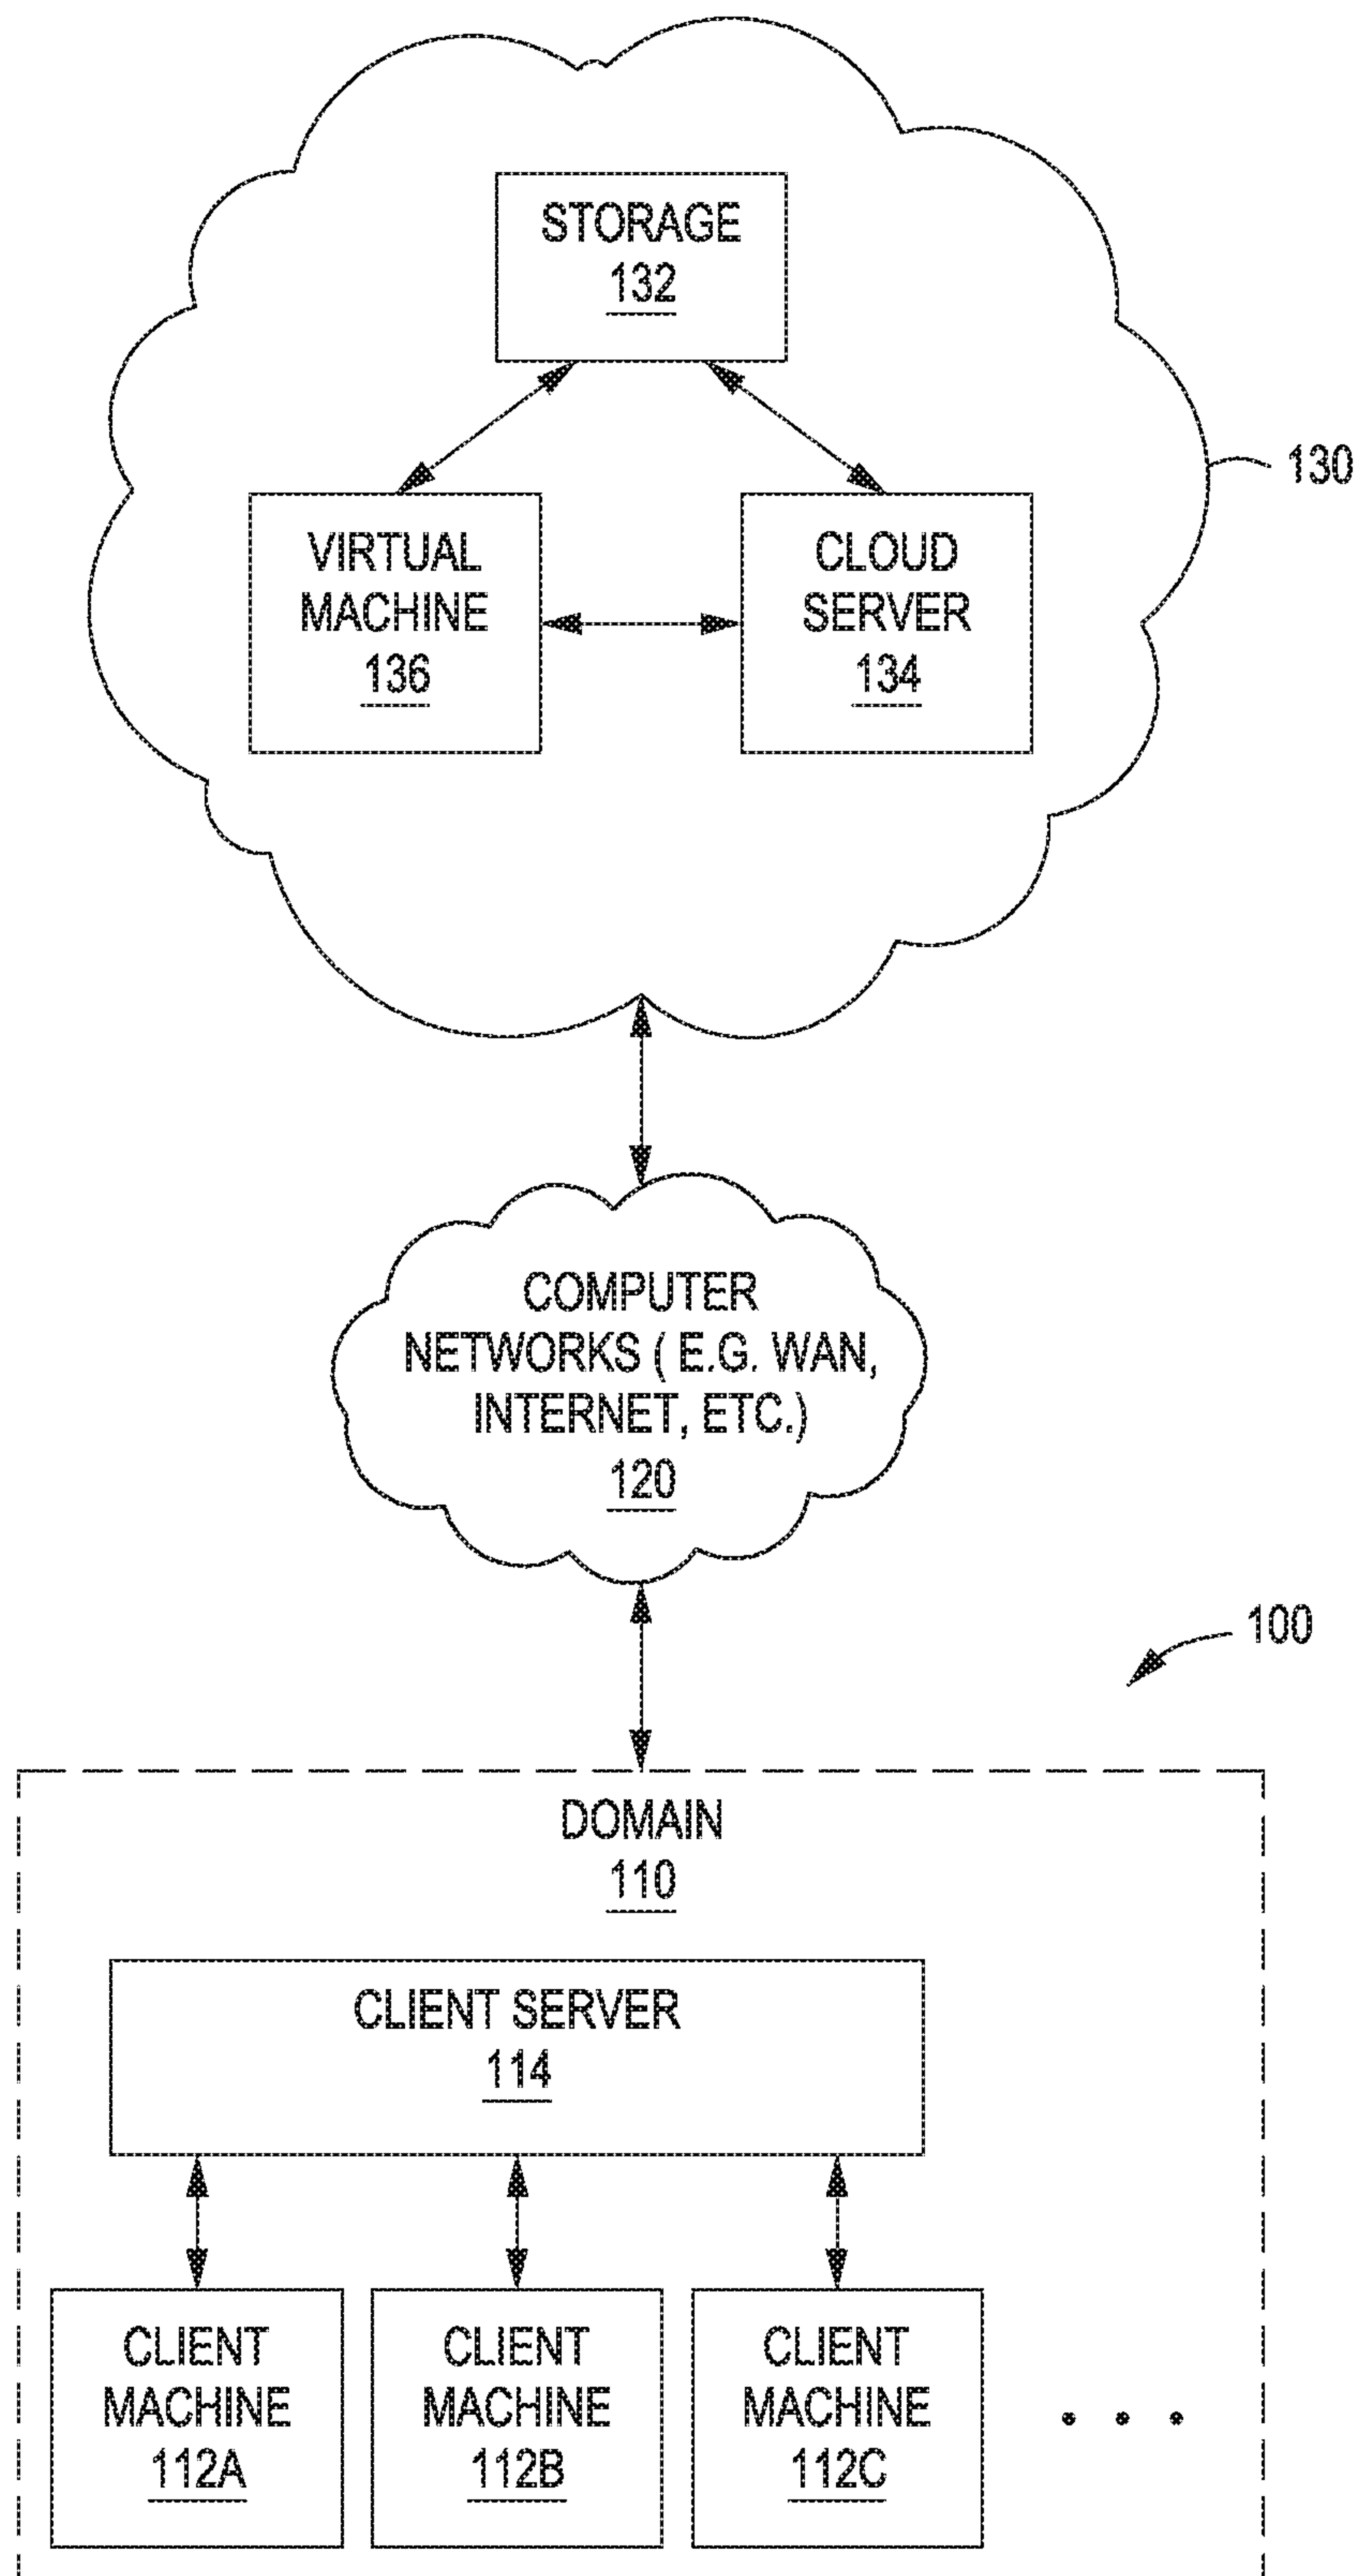 STORAGE
132
130
VIRTUAL
MACHINE
136
CLOUD
SERVER
134
COMPUTER
NETWORKS ( E.G. WAN,
INTERNET, ETC.)
120
100
DOMAIN
110
CLIENT SERVER
114
CLIENT
MACHINE
112A
CLIENT
MACHINE
112B
CLIENT
MACHINE
112C